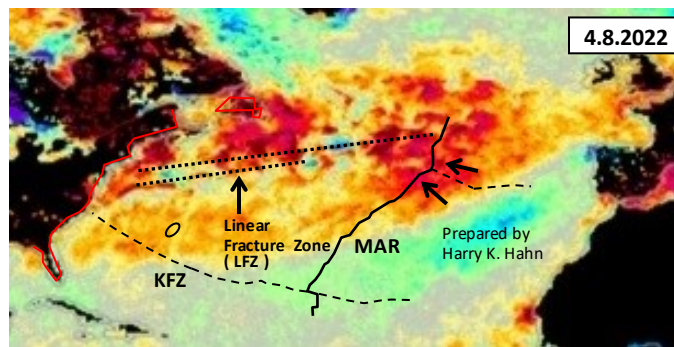 4.8.2022
Linear
Fracture Zone
( LFZ )
MAR
KFZ
Prepared by
Harry K. Hahn